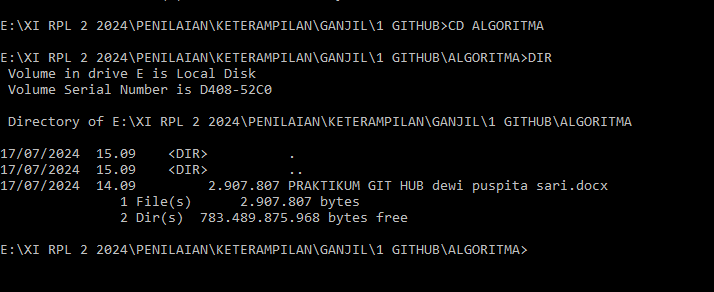 E:\XI RPL 2 2024\PENILAIAN\KETERAMPILAN\GANJIL\1 GITHUB>CD ALGORITMA
E:\XI RPL 2 2024\PENILAIAN\KETERAMPILAN\GANJIL\1 GITHUB\ALGORITMA>DIR
Volume in drive E is Local Disk
Volume Serial Number is D408-52C0
Directory of E:\XI RPL 2 2024\PENILAIAN\KETERAMPILAN\GANJIL\1 GITHUB\ALGORITMA
17/07/2024  15.09    <DIR>          .
17/07/2024  15.09    <DIR>          ..
17/07/2024  14.09         2.907.807 PRAKTIKUM GIT HUB dewi puspita sari.docx
1 File(s)      2.907.807 bytes
2 Dir(s)  783.489.875.968 bytes free
E:\XI RPL 2 2024\PENILAIAN\KETERAMPILAN\GANJIL\1 GITHUB\ALGORITMA>